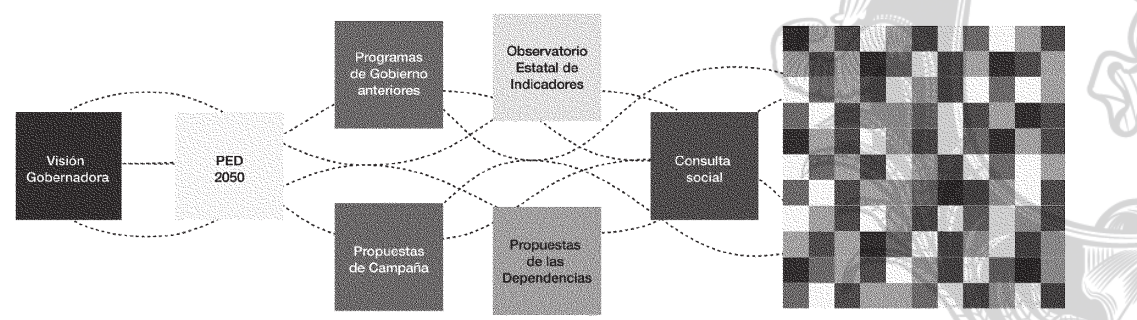 Visión
Gobernadora
PED
2050
Programas
de Gobierno
anteriores
Propuestas
de Campaña
Observatorio
Estatal de
Indicadores
Propuestas
de las
Dependencias
Consulta
social